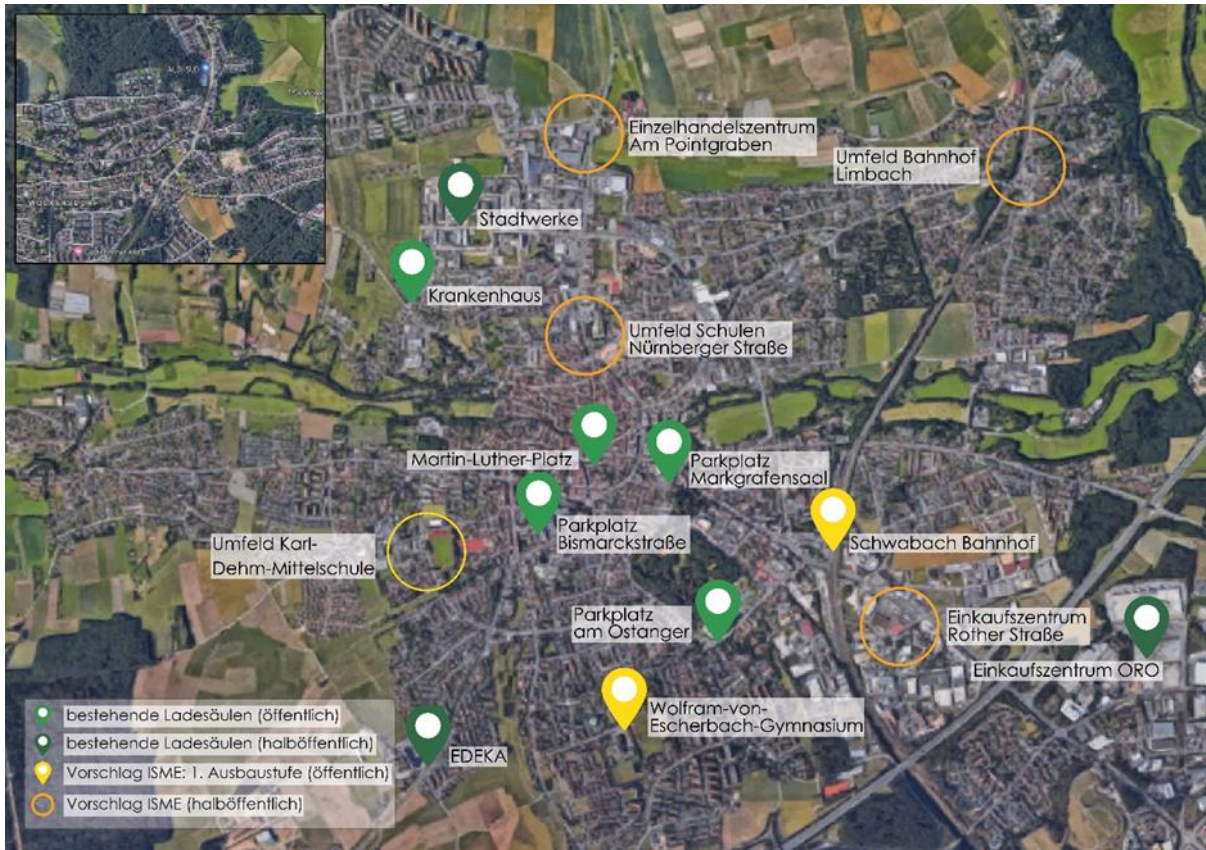 ALDI SÜD
Einzelhandelszentrum
Am Pointgraben
Umfeld Bahnhof
Limbach
Stadtwerke
Krankenhaus
Umfeld Schulen
Nürnberger Straße
Martin-Luther-Platz
Parkplatz
Markgrafensaal
Parkplatz
Bismarckstraße
Umfeld Karl-
Dehm-Mittelschule
Schwabach Bahnhof
Parkplatz
am Ostanger
Einkaufszentrum
Rother Straße
Einkaufszentrum ORO
Wolfram-von-
Escherbach-Gymnasium
EDEKA
bestehende Ladesäulen (öffentlich)
bestehende Ladesäulen (halböffentlich)
Vorschlag ISME: 1. Ausbaustufe (öffentlich)
Vorschlag ISME (halböffentlich)